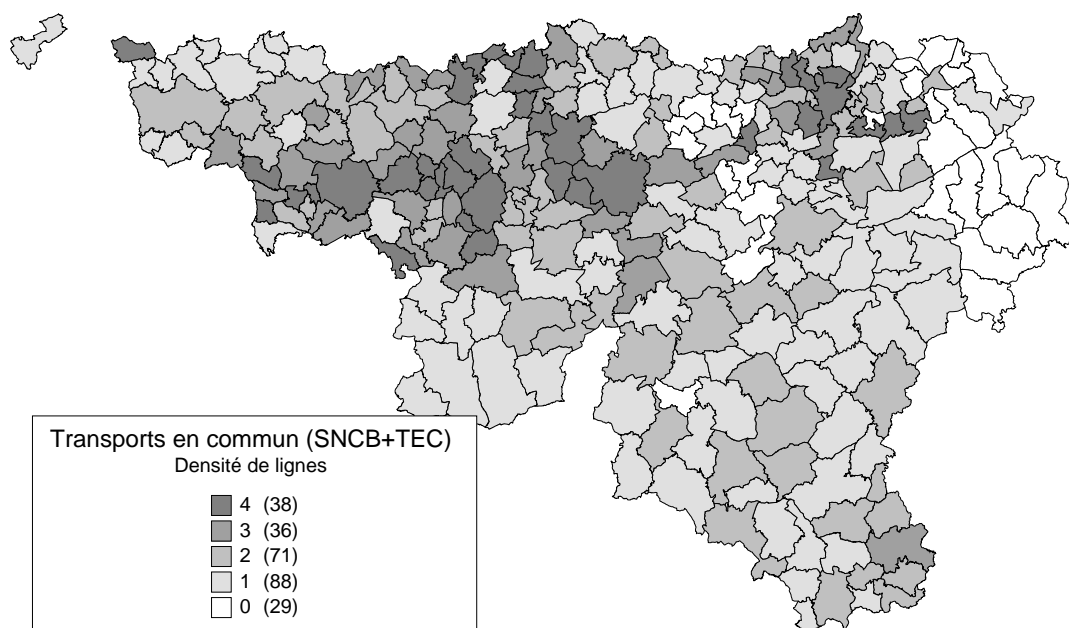 Transports en commun (SNCB+TEC)
Densité de lignes
4 (38)
3 (36)
2 (71)
1 (88)
0 (29)